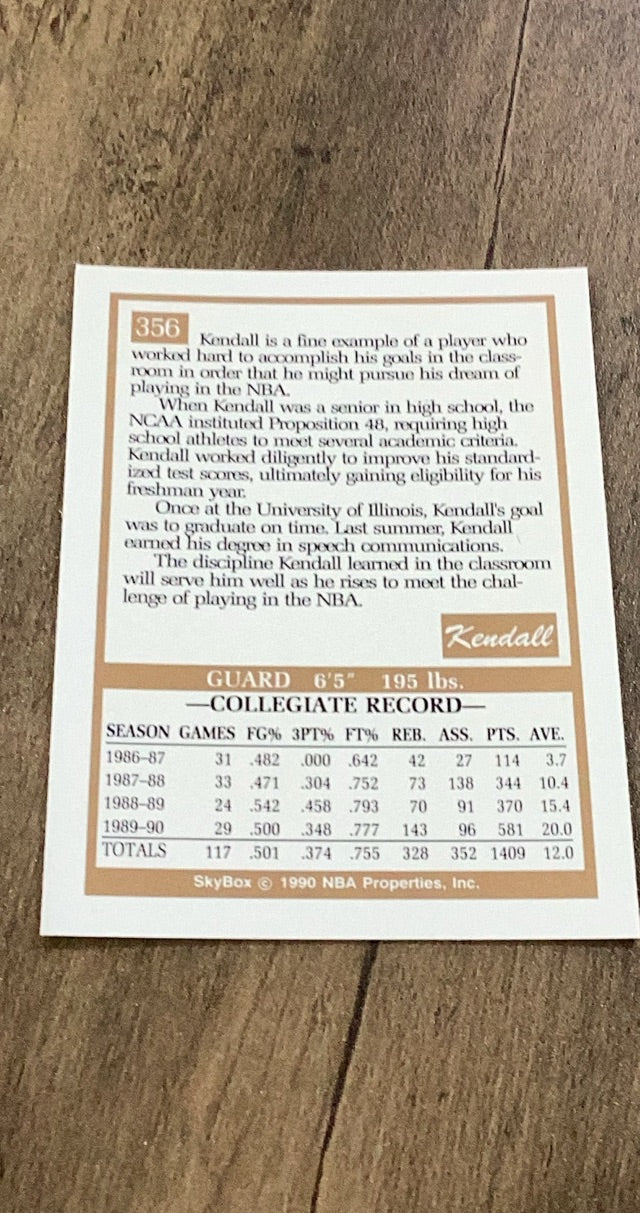 356 Kendall is a fine example of a player who
worked hard to accomplish his goals in the class-
room in order that he might pursue his dream of
playing in the NBA.
When Kendall was a senior in high school, the
NCAA instituted Proposition 48, requiring high
school athletes to meet several academic criteria.
Kendall worked diligently to improve his standard-
ized test scores, ultimately gaining eligibility for his
freshman year.
Once at the University of Illinois, Kendall's goal
was to graduate on time. Last summer, Kendall
earned his degree in speech communications.
The discipline Kendall learned in the classroom
will serve him well as he rises to meet the chal-
lenge of playing in the NBA.
Kendall
GUARD 6'5" 195 lbs.
—COLLEGIATE RECORD—
SEASON GAMES FG% 3PT% FT% REB. ASS. PTS. AVE.
1986–87 31 .482 .000 .642 42 27 114 3.7
1987–88 33 .471 .304 .752 73 138 344 10.4
1988–89 24 .542 .458 .793 70 91 370 15.4
1989–90 29 .500 .348 .777 143 96 581 20.0
TOTALS 117 .501 .374 .755 328 352 1409 12.0
SkyBox © 1990 NBA Properties, Inc.